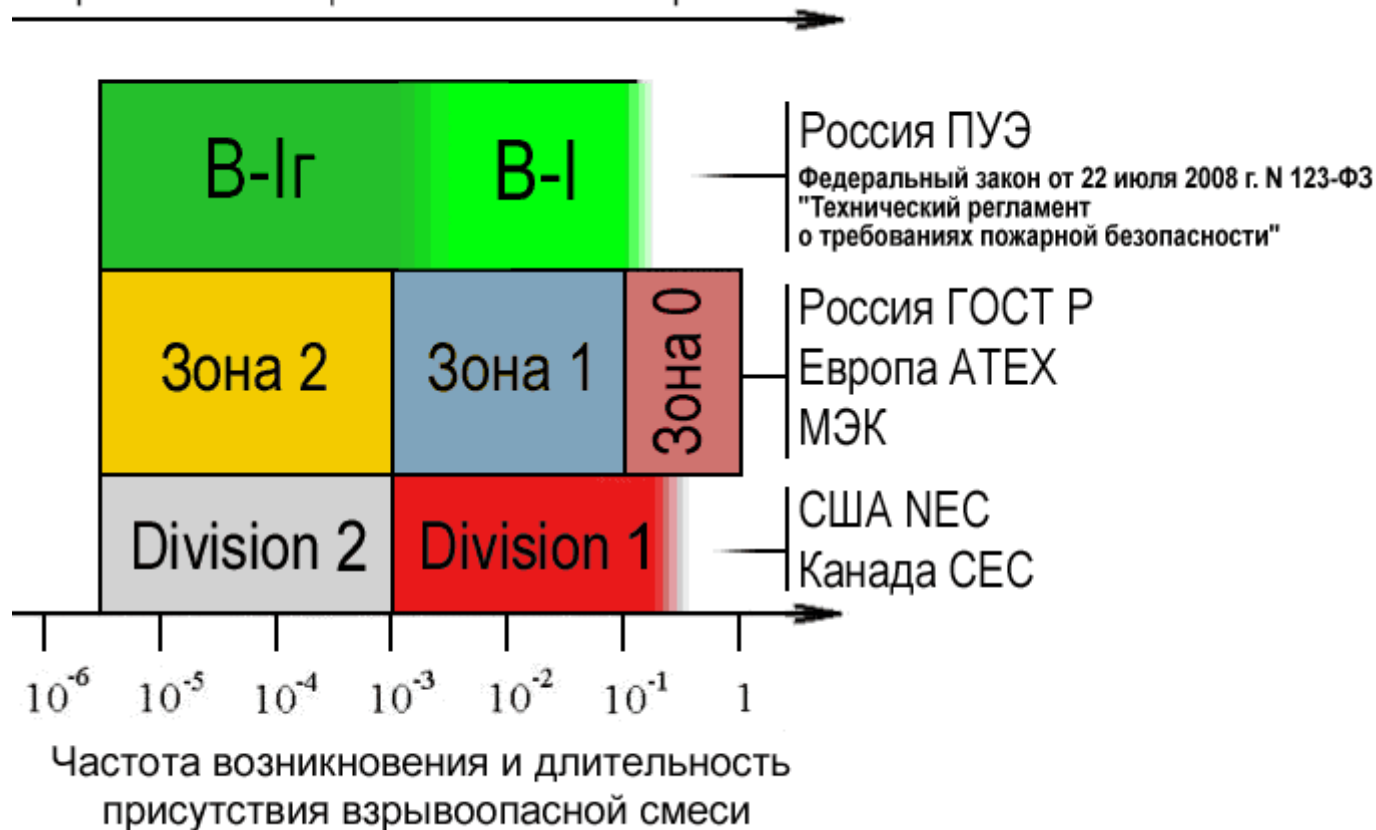 В-Iг
В-I
Россия ПУЭ
Федеральный закон от 22 июля 2008 г. N 123-ФЗ
"Технический регламент
о требованиях пожарной безопасности"
Зона 2
Зона 1
Зона 0
Россия ГОСТ Р
Европа ATEX
МЭК
Division 2
Division 1
США NEC
Канада CEC
10⁻⁶ 10⁻⁵ 10⁻⁴ 10⁻³ 10⁻² 10⁻¹ 1
Частота возникновения и длительность
присутствия взрывоопасной смеси